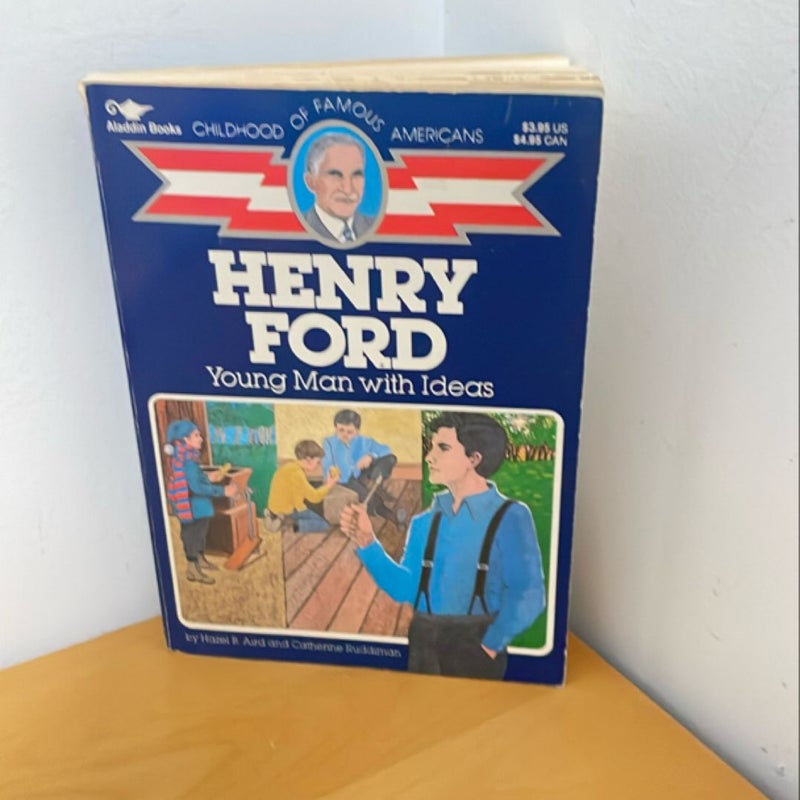 Aladdin Books
CHILDHOOD OF FAMOUS AMERICANS
$3.95 US
$4.95 CAN
HENRY
FORD
Young Man with Ideas
by Hazel B. Aird and Catherine Ruddiman